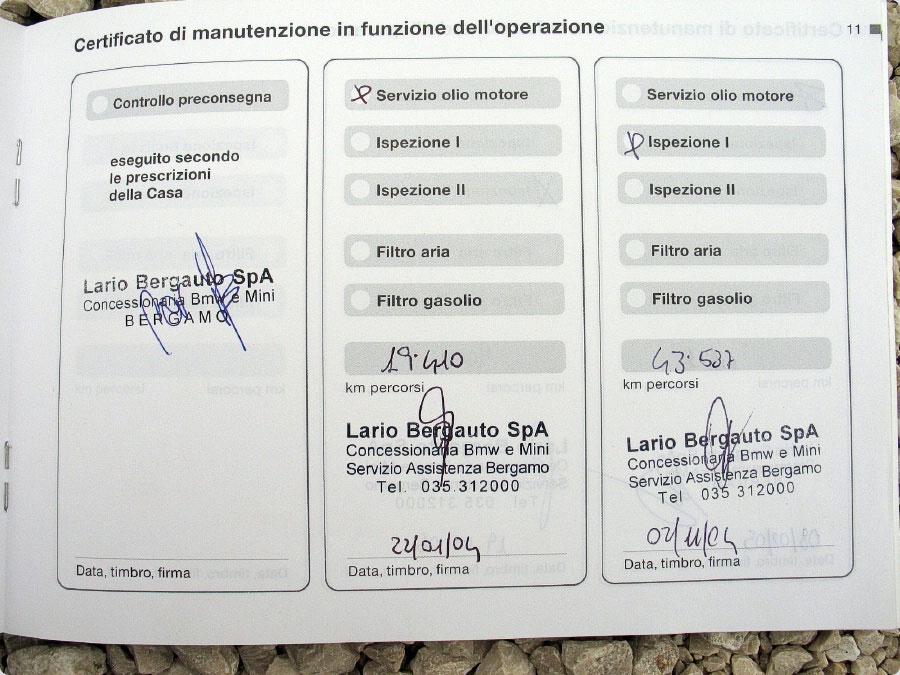 Certificato di manutenzione in funzione dell'operazione
11
Controllo preconsegna
eseguito secondo
le prescrizioni
della Casa
Lario Bergauto SpA
Concessionaria Bmw e Mini
BERGAMO
Data, timbro, firma
Servizio olio motore
Ispezione I
Ispezione II
Filtro aria
Filtro gasolio
19.410
km percorsi
Lario Bergauto SpA
Concessionaria Bmw e Mini
Servizio Assistenza Bergamo
Tel. 035.312000
22/01/04
Data, timbro, firma
Servizio olio motore
Ispezione I
Ispezione II
Filtro aria
Filtro gasolio
43.537
km percorsi
Lario Bergauto SpA
Concessionaria Bmw e Mini
Servizio Assistenza Bergamo
Tel 035 312000
02/11/04
Data, timbro, firma